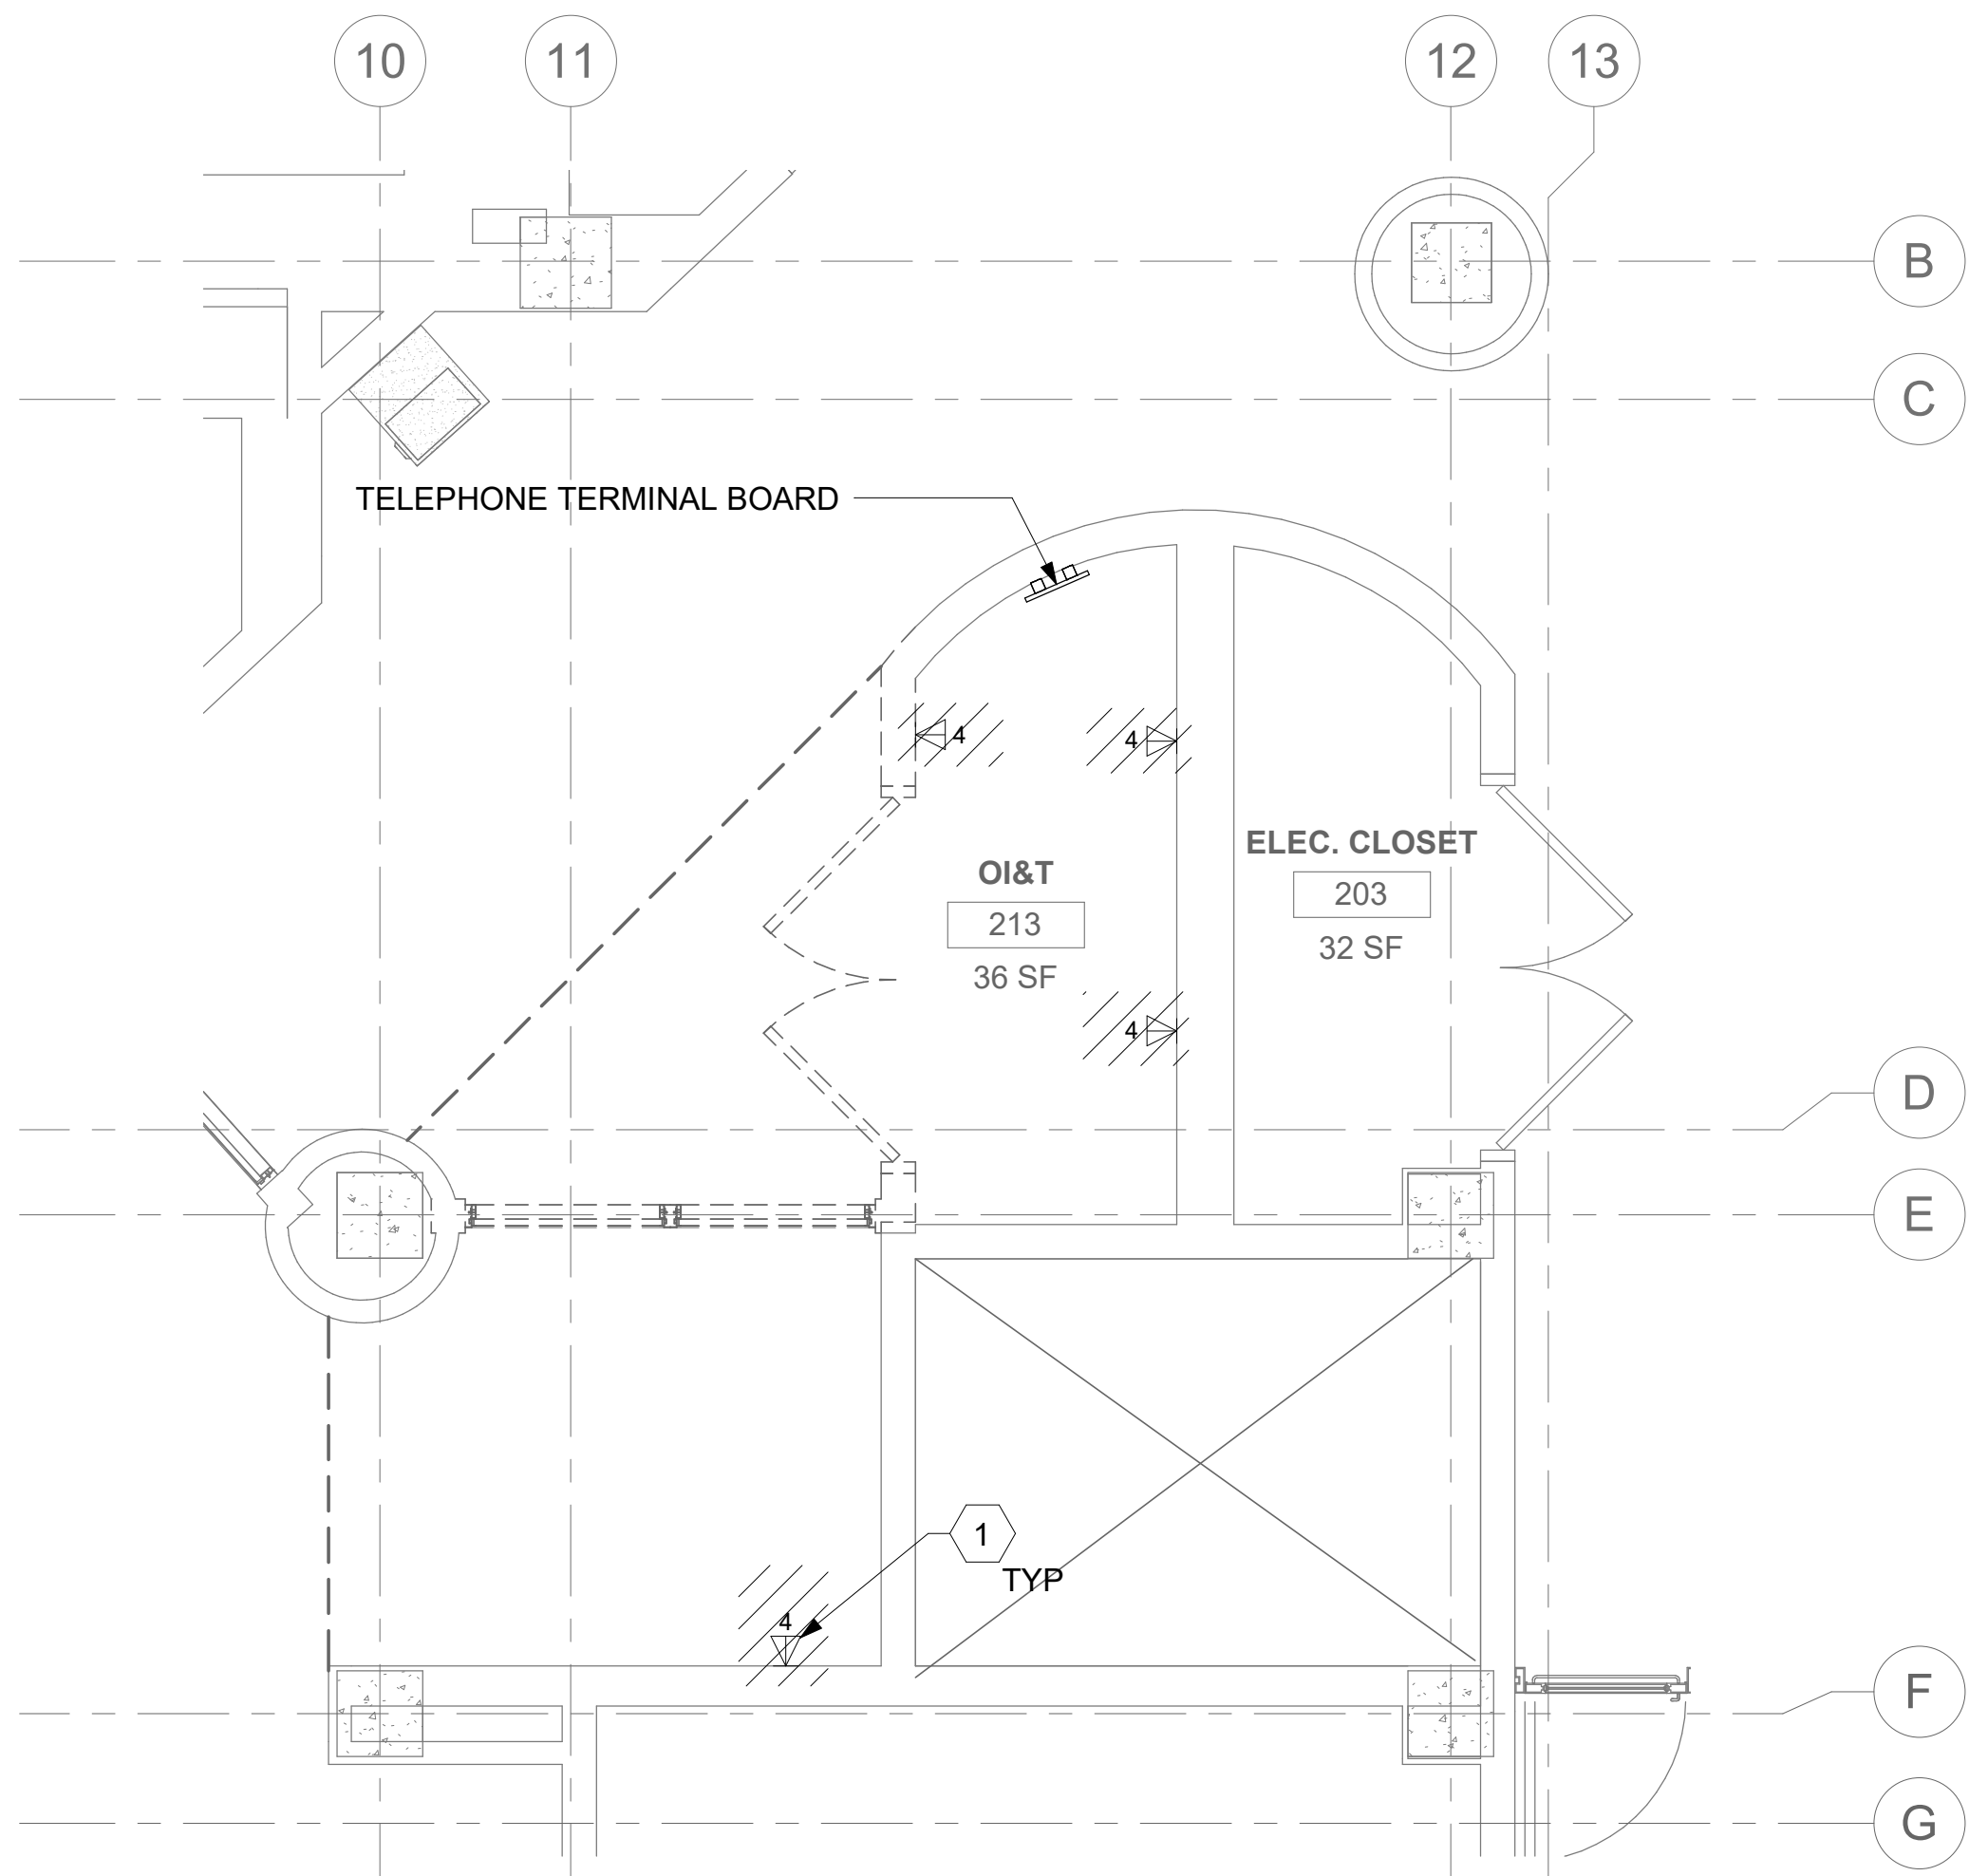 10
11
12
13
B
C
TELEPHONE TERMINAL BOARD
4
4
ELEC. CLOSET
203
32 SF
OI&T
213
36 SF
4
D
E
1
TYP
4
F
G